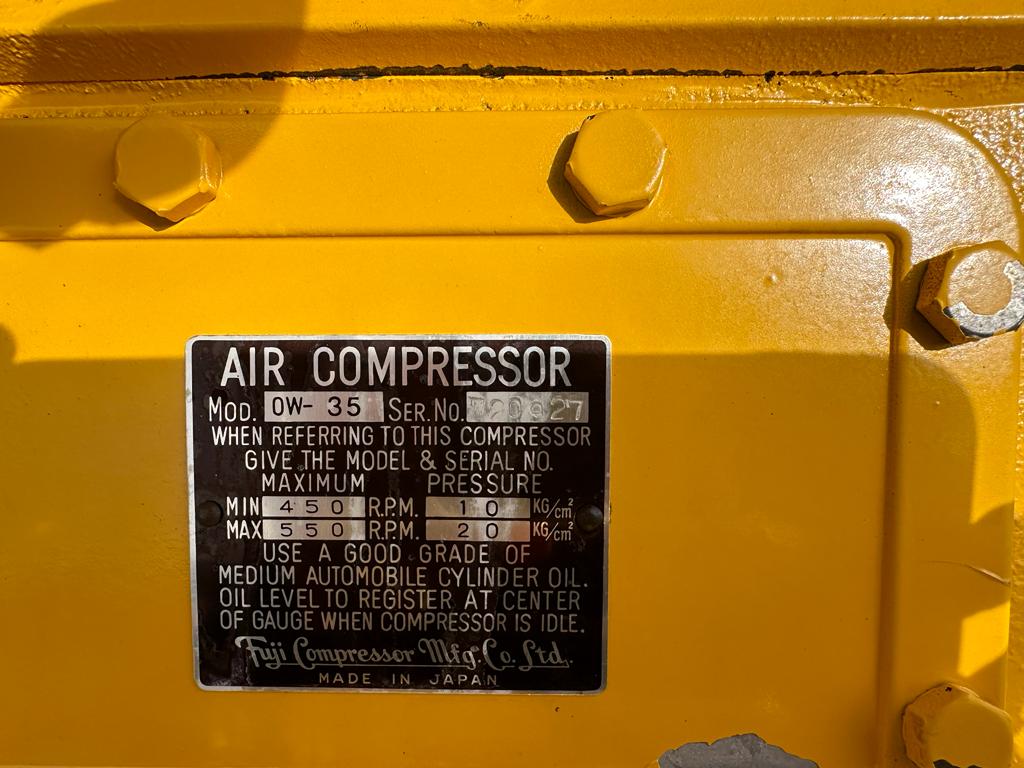 AIR COMPRESSOR
MOD. OW- 35 SER. NO.
WHEN REFERRING TO THIS COMPRESSOR
GIVE THE MODEL & SERIAL NO.
MAXIMUM PRESSURE
MIN 450 R.P.M. 10 KG/cm²
MAX 550 R.P.M. 20 KG/cm²
USE A GOOD GRADE OF
MEDIUM AUTOMOBILE CYLINDER OIL.
OIL LEVEL TO REGISTER AT CENTER
OF GAUGE WHEN COMPRESSOR IS IDLE.
Fuji Compressor Mfg. Co. Ltd.
MADE IN JAPAN